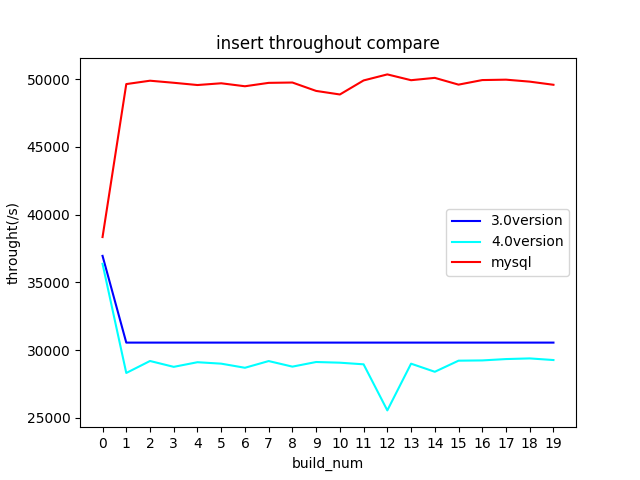 insert throughout compare
50000
45000
40000
35000
30000
25000
throught(/s)
3.0version
4.0version
mysql
0 1 2 3 4 5 6 7 8 9 10 11 12 13 14 15 16 17 18 19
build_num